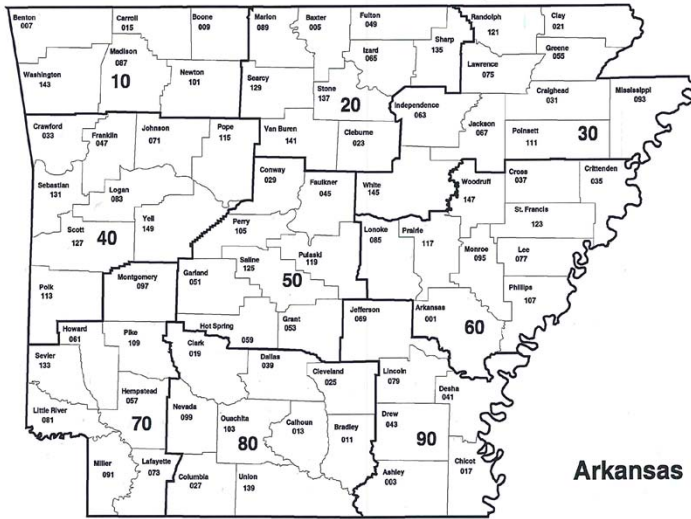 Benton
007
Carroll
015
Boone
009
Marion
089
Baxter
005
Fulton
049
Sharp
135
Randolph
121
Clay
021
Madison
087
10
Washington
143
Newton
101
Searcy
129
Stone
137
20
Izard
065
Lawrence
075
Greene
055
Independence
063
Craighead
031
Mississippi
093
Jackson
067
Poinsett
111
30
Crawford
033
Franklin
047
Johnson
071
Pope
115
Van Buren
141
Cleburne
023
Conway
029
Faulkner
045
White
145
Woodruff
147
Cross
037
Crittenden
035
Sebastian
131
Logan
083
Scott
127
40
Yell
149
Perry
105
Pulaski
119
Saline
125
50
Garland
051
Lonoke
085
Prairie
117
Monroe
095
St. Francis
123
Lee
077
Phillips
107
Polk
113
Montgomery
097
Hot Spring
059
Grant
053
Jefferson
069
Arkansas
001
60
Howard
061
Pike
109
Clark
019
Dallas
039
Cleveland
025
Lincoln
079
Desha
041
Sevier
133
Hempstead
057
70
Little River
081
Nevada
099
Ouachita
103
80
Calhoun
013
Bradley
011
Drew
043
90
Miller
091
Lafayette
073
Columbia
027
Union
139
Ashley
003
Chicot
017
Arkansas